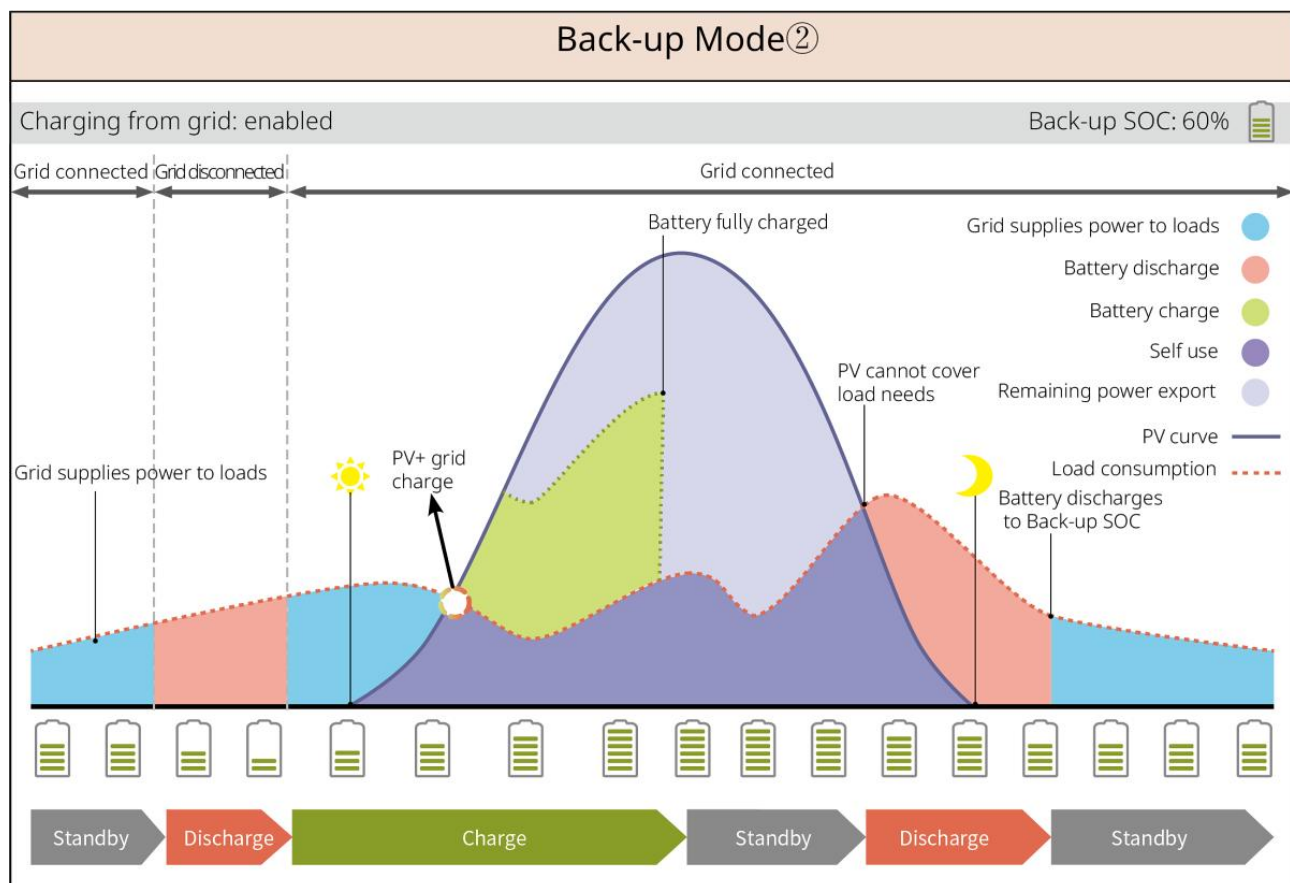 Back-up Mode②
Charging from grid: enabled
Back-up SOC: 60%
Grid connected
Grid disconnected
Grid connected
Battery fully charged
Grid supplies power to loads
Battery discharge
Battery charge
Self use
Remaining power export
PV curve
Load consumption
PV cannot cover
load needs
PV+ grid
charge
Grid supplies power to loads
Battery discharges
to Back-up SOC
Standby
Discharge
Charge
Standby
Discharge
Standby